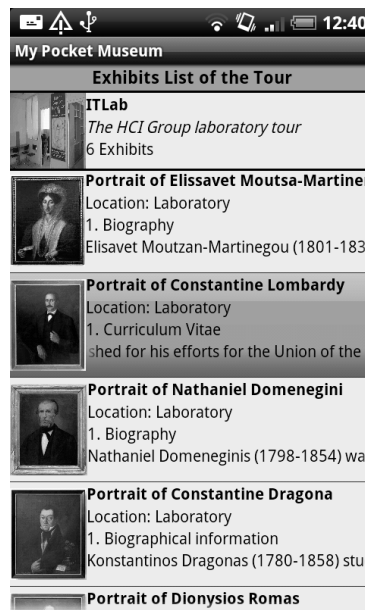 12:40
My Pocket Museum
Exhibits List of the Tour
ITLab
The HCI Group laboratory tour
6 Exhibits
Portrait of Elissavet Moutsa-Martine
Location: Laboratory
1. Biography
Elisavet Moutzan-Martinegou (1801-183
Portrait of Constantine Lombardy
Location: Laboratory
1. Curriculum Vitae
shed for his efforts for the Union of the
Portrait of Nathaniel Domenegini
Location: Laboratory
1. Biography
Nathaniel Domeneginis (1798-1854) wa
Portrait of Constantine Dragona
Location: Laboratory
1. Biographical information
Konstantinos Dragonas (1780-1858) stu
Portrait of Dionysios Romas